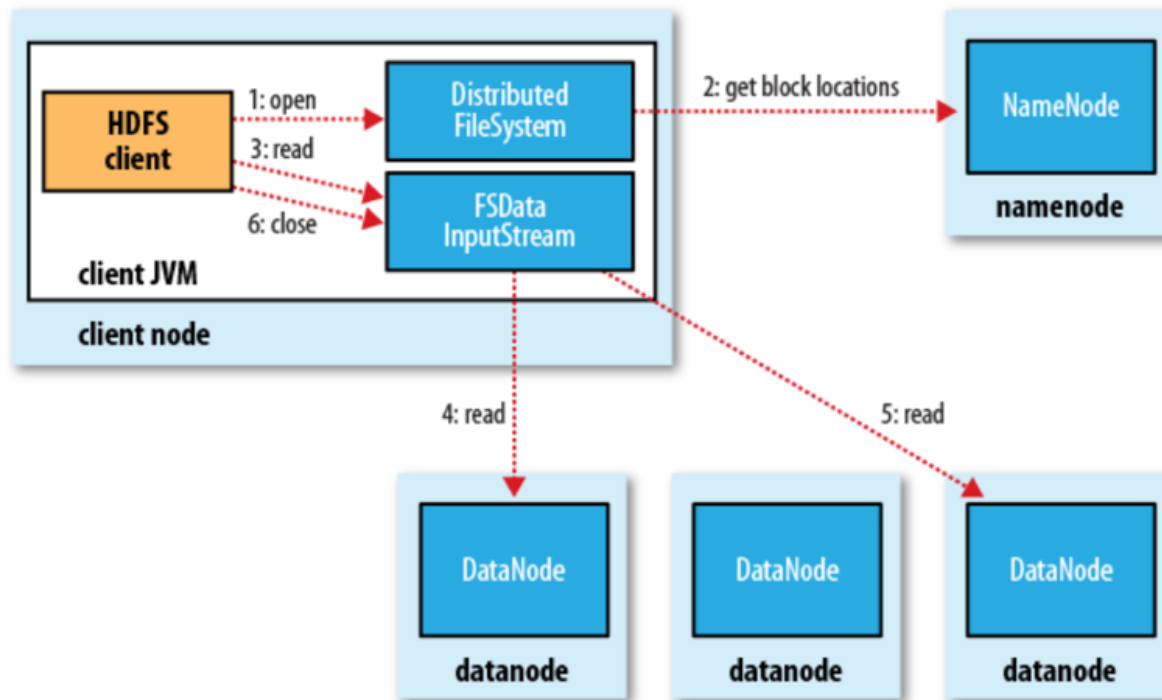 HDFS
client
1: open
3: read
6: close
Distributed
FileSystem
FSData
InputStream
client JVM
client node
2: get block locations
NameNode
namenode
4: read
5: read
DataNode
datanode
DataNode
datanode
DataNode
datanode